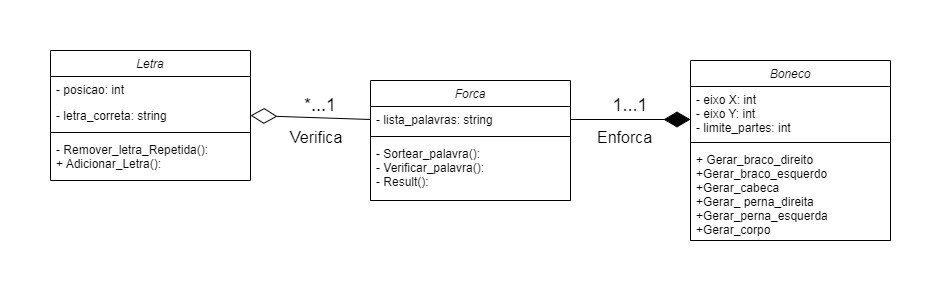 Letra
- posicao: int
- letra_correta: string
- Remover_letra_Repetida():
+ Adicionar_Letra():
*...1
Verifica
Forca
- lista_palavras: string
- Sortear_palavra():
- Verificar_palavra():
- Result():
1...1
Enforca
Boneco
- eixo X: int
- eixo Y: int
- limite_partes: int
+ Gerar_braco_direito
+Gerar_braco_esquerdo
+Gerar_cabeca
+Gerar_ perna_direita
+Gerar_perna_esquerda
+Gerar_corpo